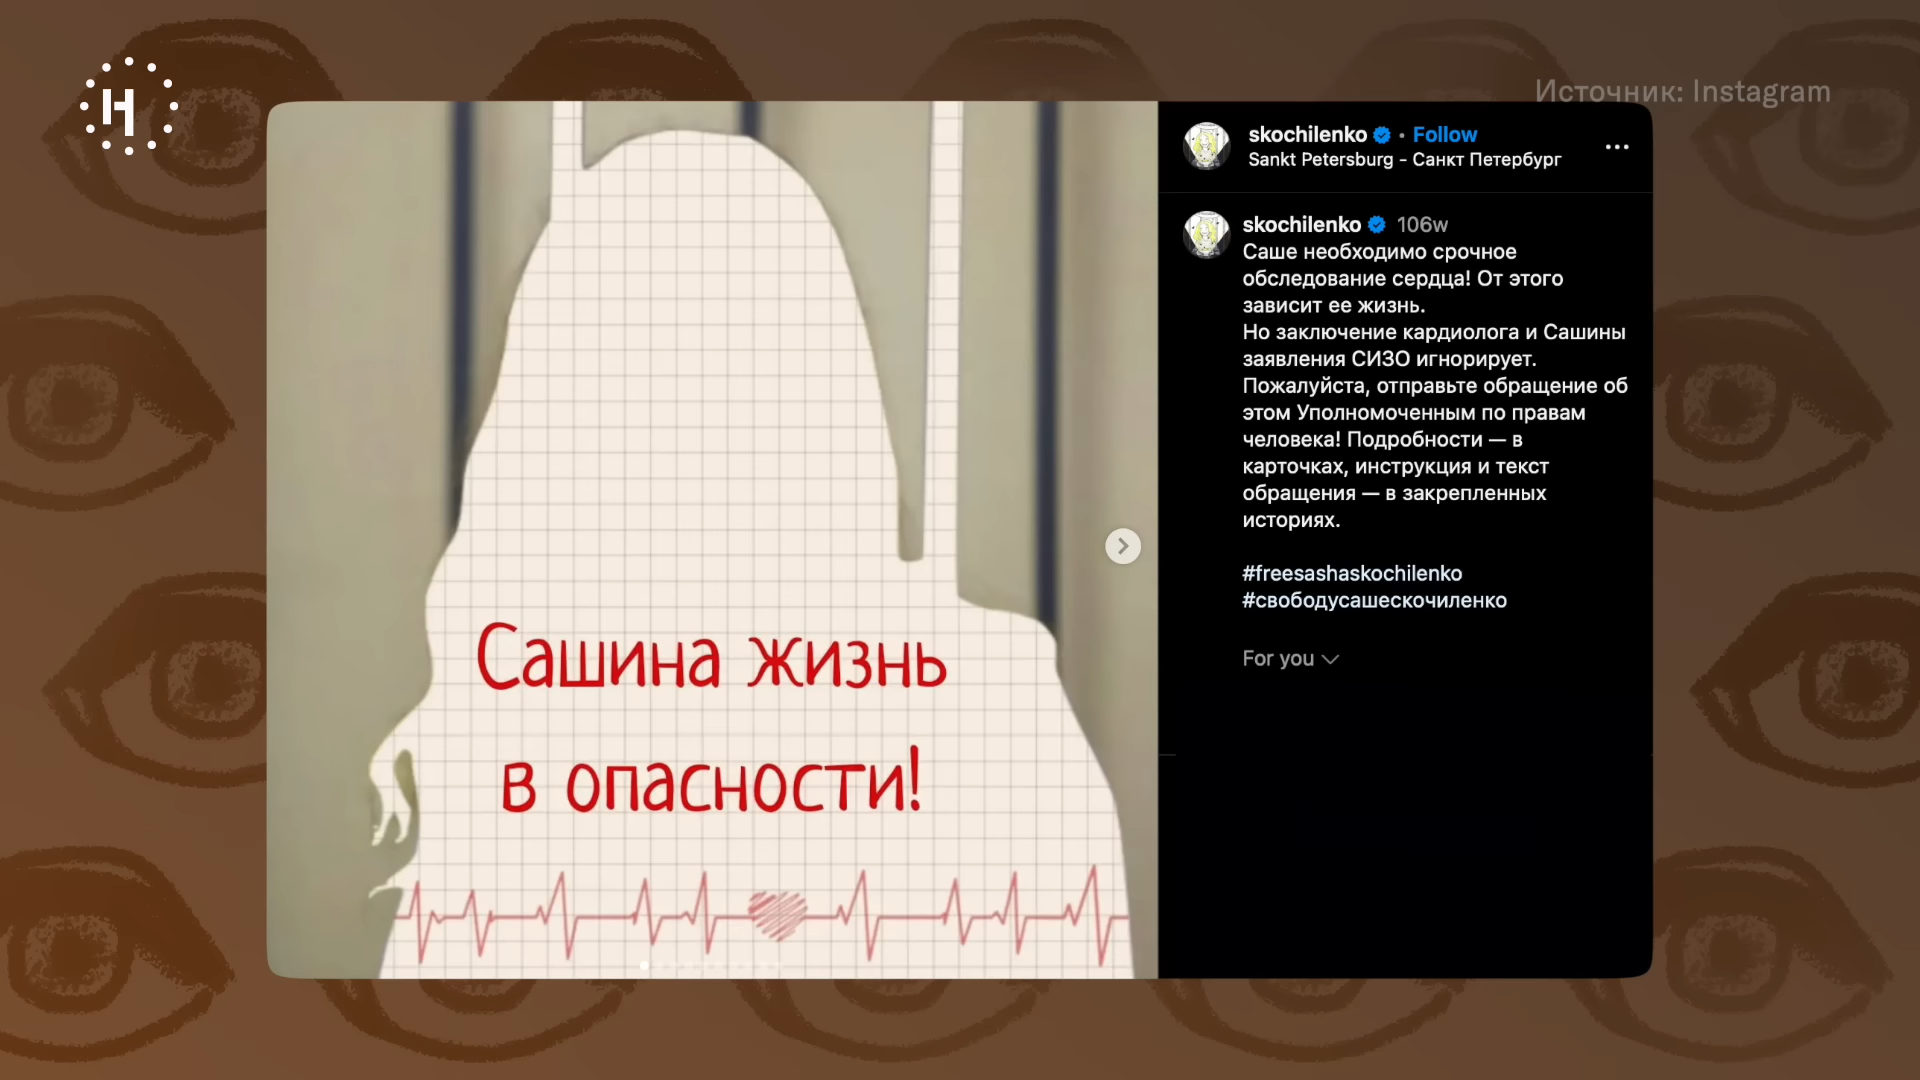 Н
Источник: Instagram
Сашина жизнь
в опасности!
skochilenko • Follow
Sankt Petersburg - Санкт Петербург
skochilenko 106w
Саше необходимо срочное
обследование сердца! От этого
зависит ее жизнь.
Но заключение кардиолога и Сашины
заявления СИЗО игнорирует.
Пожалуйста, отправьте обращение об
этом Уполномоченным по правам
человека! Подробности — в
карточках, инструкция и текст
обращения — в закрепленных
историях.
#freesashaskochilenko
#свободусашескочиленко
For you